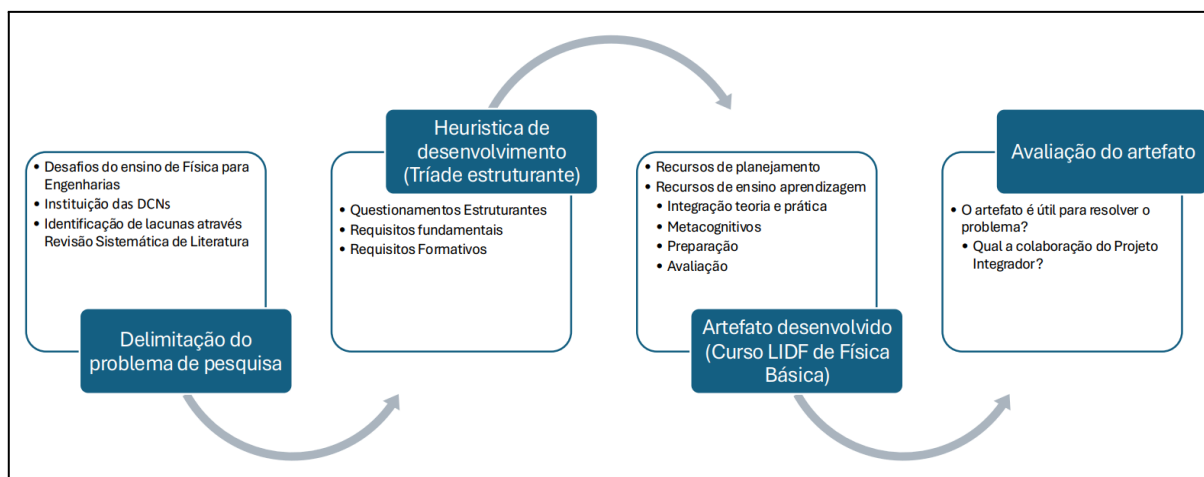 • Desafios do ensino de Física para
Engenharias
• Instituição das DCNs
• Identificação de lacunas através
Revisão Sistemática de Literatura
Delimitação do
problema de pesquisa
Heuristica de
desenvolvimento
(Tríade estruturante)
• Questionamentos Estruturantes
• Requisitos fundamentais
• Requisitos Formativos
• Recursos de planejamento
• Recursos de ensino aprendizagem
• Integração teoria e prática
• Metacognitivos
• Preparação
• Avaliação
Artefato desenvolvido
(Curso LIDF de Física
Básica)
Avaliação do artefato
• O artefato é útil para resolver o
problema?
• Qual a colaboração do Projeto
Integrador?